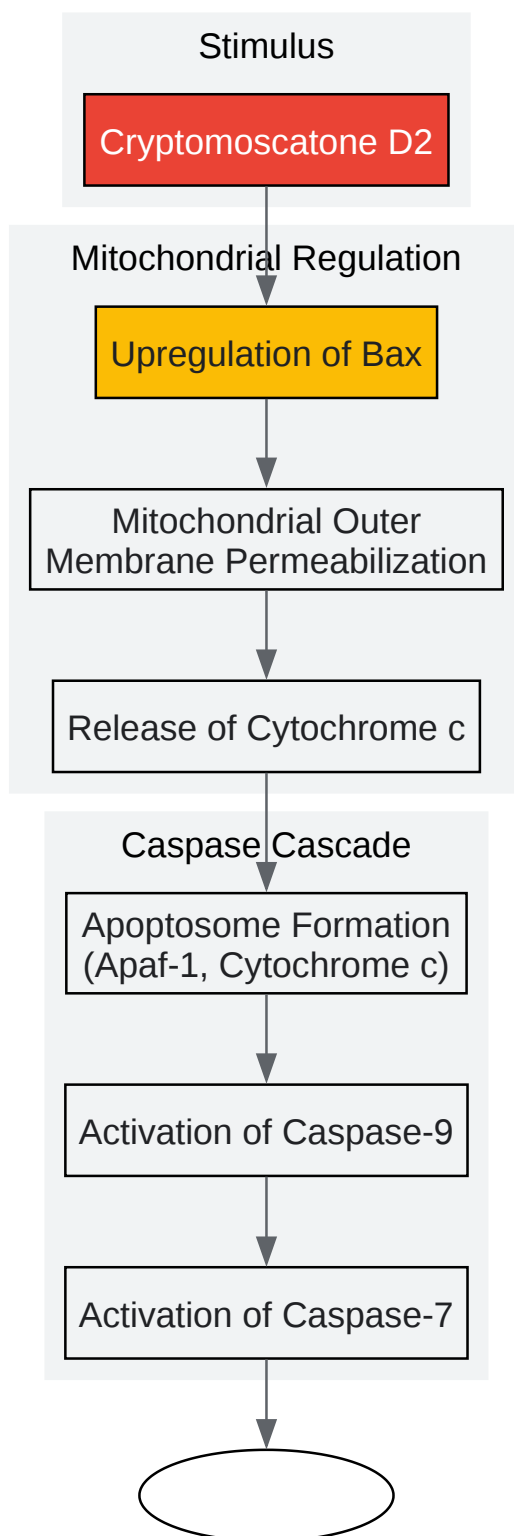 Stimulus
Cryptomoscatone D2
Mitochondrial Regulation
Upregulation of Bax
Mitochondrial Outer
Membrane Permeabilization
Release of Cytochrome c
Caspase Cascade
Apoptosome Formation
(Apaf-1, Cytochrome c)
Activation of Caspase-9
Activation of Caspase-7